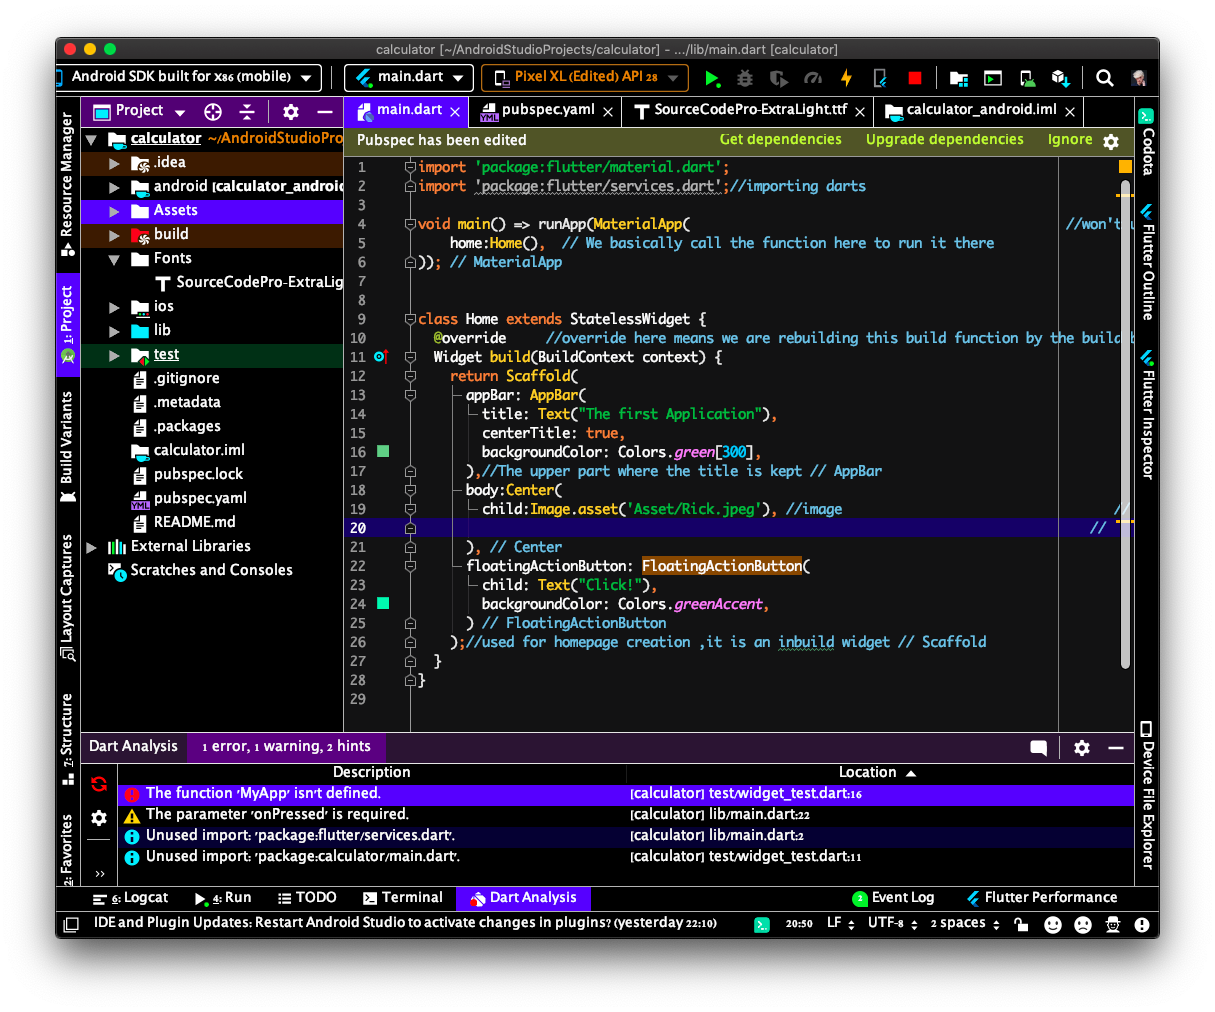 calculator [~/AndroidStudioProjects/calculator] - .../lib/main.dart [calculator]
Android SDK built for x86 (mobile)
main.dart
Pixel XL (Edited) API 28
Project
main.dart
pubspec.yaml
SourceCodePro-ExtraLight.ttf
calculator_android.iml
Pubspec has been edited
Get dependencies
Upgrade dependencies
Ignore
Resource Manager
1: Project
Build Variants
Layout Captures
7: Structure
2: Favorites
calculator ~/AndroidStudioPro
.idea
android [calculator_android
Assets
build
Fonts
SourceCodePro-ExtraLig
ios
lib
test
.gitignore
.metadata
.packages
calculator.iml
pubspec.lock
pubspec.yaml
README.md
External Libraries
Scratches and Consoles
1 import 'package:flutter/material.dart';
2 import 'package:flutter/services.dart';//importing darts
3
4 void main() => runApp(MaterialApp( //won't
5 home:Home(), // We basically call the function here to run it there
6 )); // MaterialApp
7
8
9 class Home extends StatelessWidget {
10 @override //override here means we are rebuilding this build function by the build
11 Widget build(BuildContext context) {
12 return Scaffold(
13 appBar: AppBar(
14 title: Text("The first Application"),
15 centerTitle: true,
16 backgroundColor: Colors.green[300],
17 ),//The upper part where the title is kept // AppBar
18 body:Center(
19 child:Image.asset('Asset/Rick.jpeg'), //image //
20 //
21 ), // Center
22 floatingActionButton: FloatingActionButton(
23 child: Text("Click!"),
24 backgroundColor: Colors.greenAccent,
25 ) // FloatingActionButton
26 );//used for homepage creation ,it is an inbuild widget // Scaffold
27 }
28 }
29
Codota
Flutter Outline
Flutter Inspector
Device File Explorer
Dart Analysis
1 error, 1 warning, 2 hints
Description
Location
The function 'MyApp' isn't defined. [calculator] test/widget_test.dart:16
The parameter 'onPressed' is required. [calculator] lib/main.dart:22
Unused import: 'package:flutter/services.dart'. [calculator] lib/main.dart:2
Unused import: 'package:calculator/main.dart'. [calculator] test/widget_test.dart:11
6: Logcat
4: Run
TODO
Terminal
Dart Analysis
2 Event Log
Flutter Performance
IDE and Plugin Updates: Restart Android Studio to activate changes in plugins? (yesterday 22:10)
20:50
LF
UTF-8
2 spaces